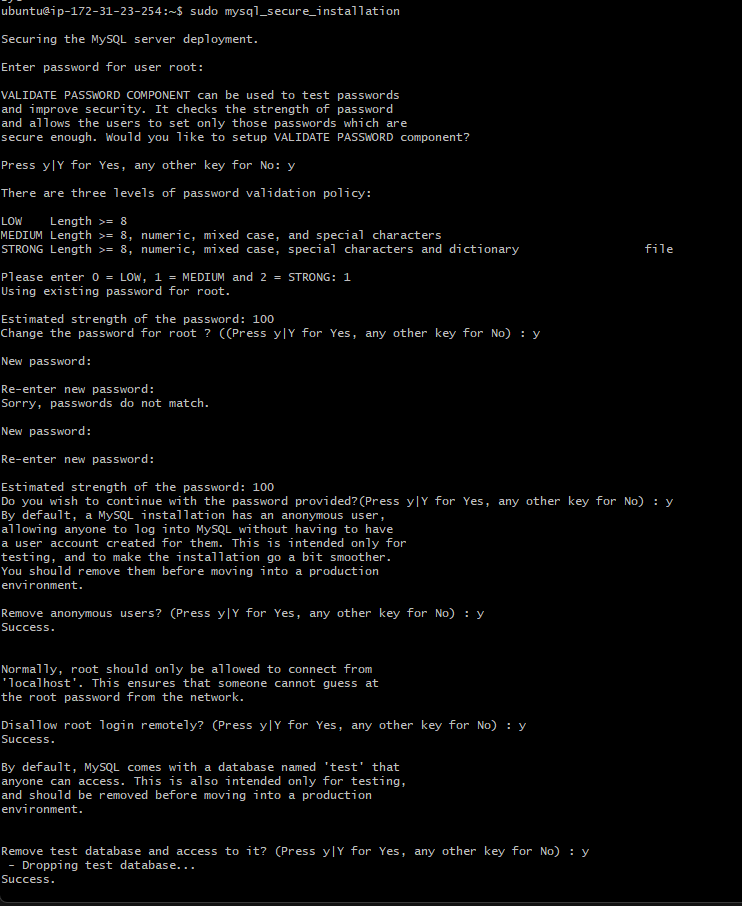 ubuntu@ip-172-31-23-254:~$ sudo mysql_secure_installation
Securing the MySQL server deployment.
Enter password for user root:
VALIDATE PASSWORD COMPONENT can be used to test passwords
and improve security. It checks the strength of password
and allows the users to set only those passwords which are
secure enough. Would you like to setup VALIDATE PASSWORD component?
Press y|Y for Yes, any other key for No: y
There are three levels of password validation policy:
LOW    Length >= 8
MEDIUM Length >= 8, numeric, mixed case, and special characters
STRONG Length >= 8, numeric, mixed case, special characters and dictionary                  file
Please enter 0 = LOW, 1 = MEDIUM and 2 = STRONG: 1
Using existing password for root.
Estimated strength of the password: 100
Change the password for root ? ((Press y|Y for Yes, any other key for No) : y
New password:
Re-enter new password:
Sorry, passwords do not match.
New password:
Re-enter new password:
Estimated strength of the password: 100
Do you wish to continue with the password provided?(Press y|Y for Yes, any other key for No) : y
By default, a MySQL installation has an anonymous user,
allowing anyone to log into MySQL without having to have
a user account created for them. This is intended only for
testing, and to make the installation go a bit smoother.
You should remove them before moving into a production
environment.
Remove anonymous users? (Press y|Y for Yes, any other key for No) : y
Success.
Normally, root should only be allowed to connect from
'localhost'. This ensures that someone cannot guess at
the root password from the network.
Disallow root login remotely? (Press y|Y for Yes, any other key for No) : y
Success.
By default, MySQL comes with a database named 'test' that
anyone can access. This is also intended only for testing,
and should be removed before moving into a production
environment.
Remove test database and access to it? (Press y|Y for Yes, any other key for No) : y
 - Dropping test database...
Success.